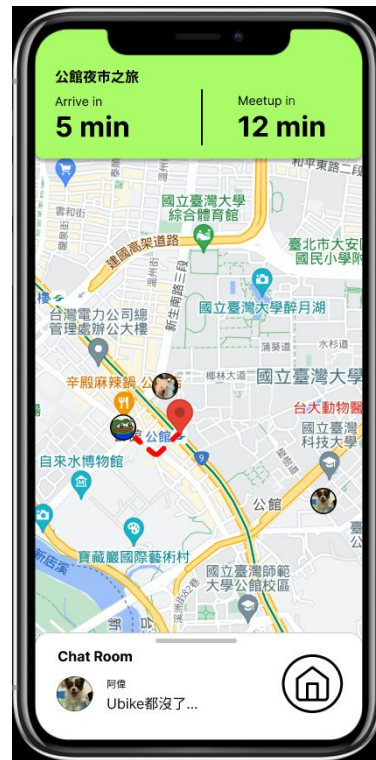 公館夜市之旅
Arrive in
5 min
Meetup in
12 min
和平東路二段
國立臺灣大學
綜合體育館
雲和街
溫州街
建國高架道路
臺北市大安區
國民小學
新生南路三段
樓
台灣電力公司總
管理處辦公大樓
國立臺灣大學醉月湖
蒲葵道
水杉道
椰林大道
國立臺灣大學
辛殿麻辣鍋 公
台大動物醫
國立臺灣
科技大學
公館
自來水博物館
9
公館
寶藏巖國際藝術村
國立臺灣師範
大學公館校區
新店溪
Chat Room
阿偉
Ubike都沒了...